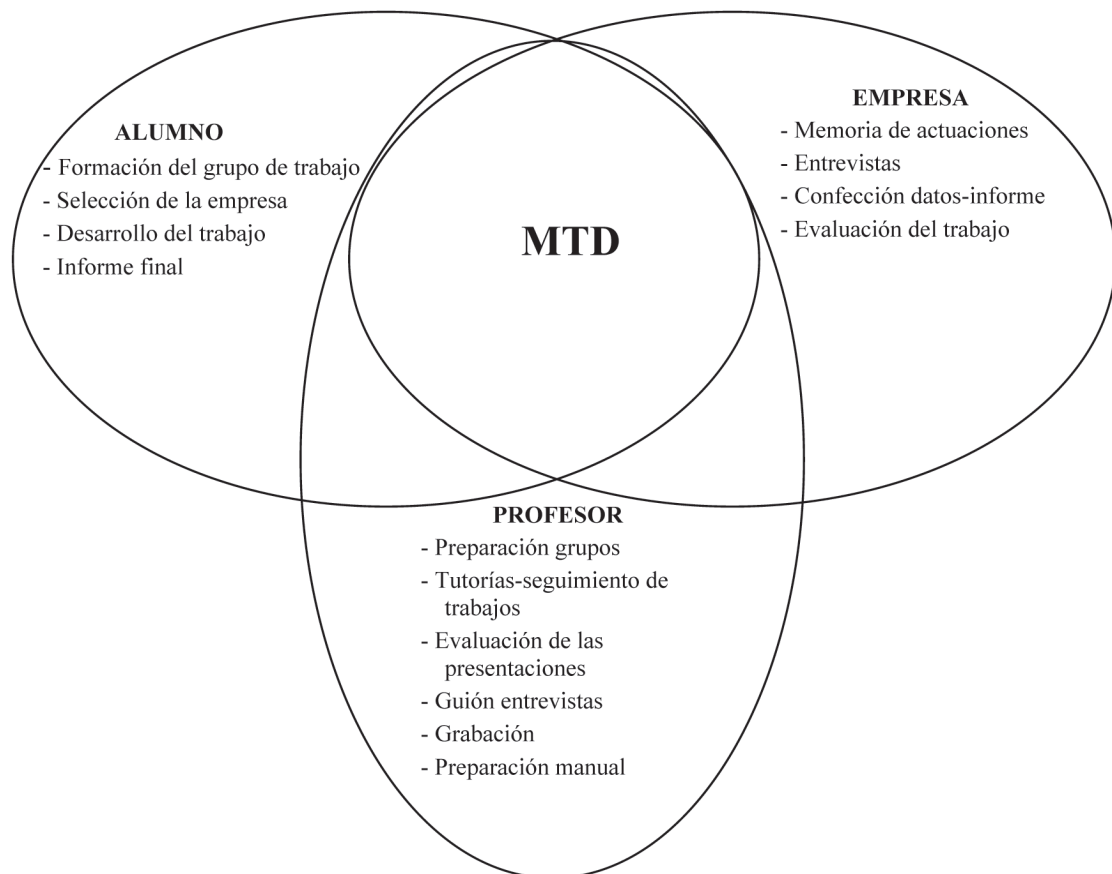 ALUMNO
- Formación del grupo de trabajo
- Selección de la empresa
- Desarrollo del trabajo
- Informe final
EMPRESA
- Memoria de actuaciones
- Entrevistas
- Confección datos-informe
- Evaluación del trabajo
MTD
PROFESOR
- Preparación grupos
- Tutorías-seguimiento de
trabajos
- Evaluación de las
presentaciones
- Guión entrevistas
- Grabación
- Preparación manual